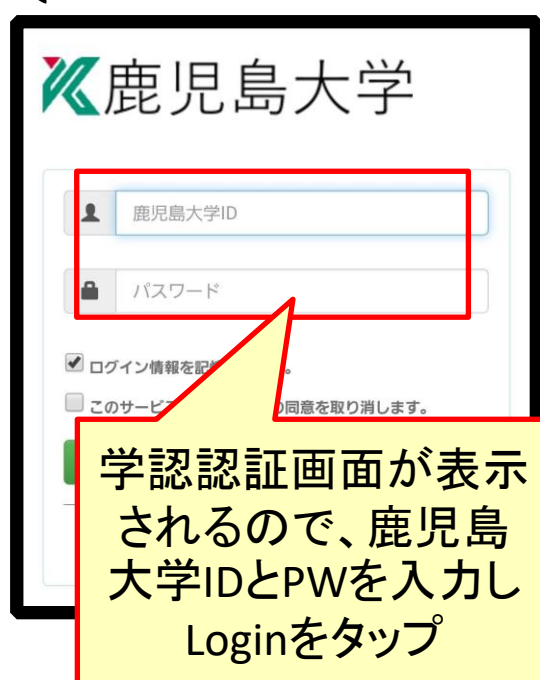 鹿児島大学
鹿児島大学ID
パスワード
ログイン情報を記
。
このサービ
の同意を取り消します。
学認認証画面が表示
されるので、鹿児島
大学IDとPWを入力し
Loginをタップ